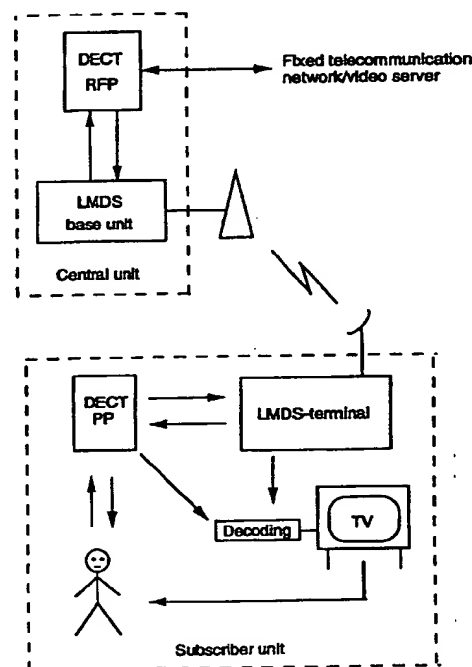 DECT
RFP
Fixed telecommunication
network/video server
LMDS
base unit
Central unit
DECT
PP
LMDS-terminal
Decoding
TV
Subscriber unit